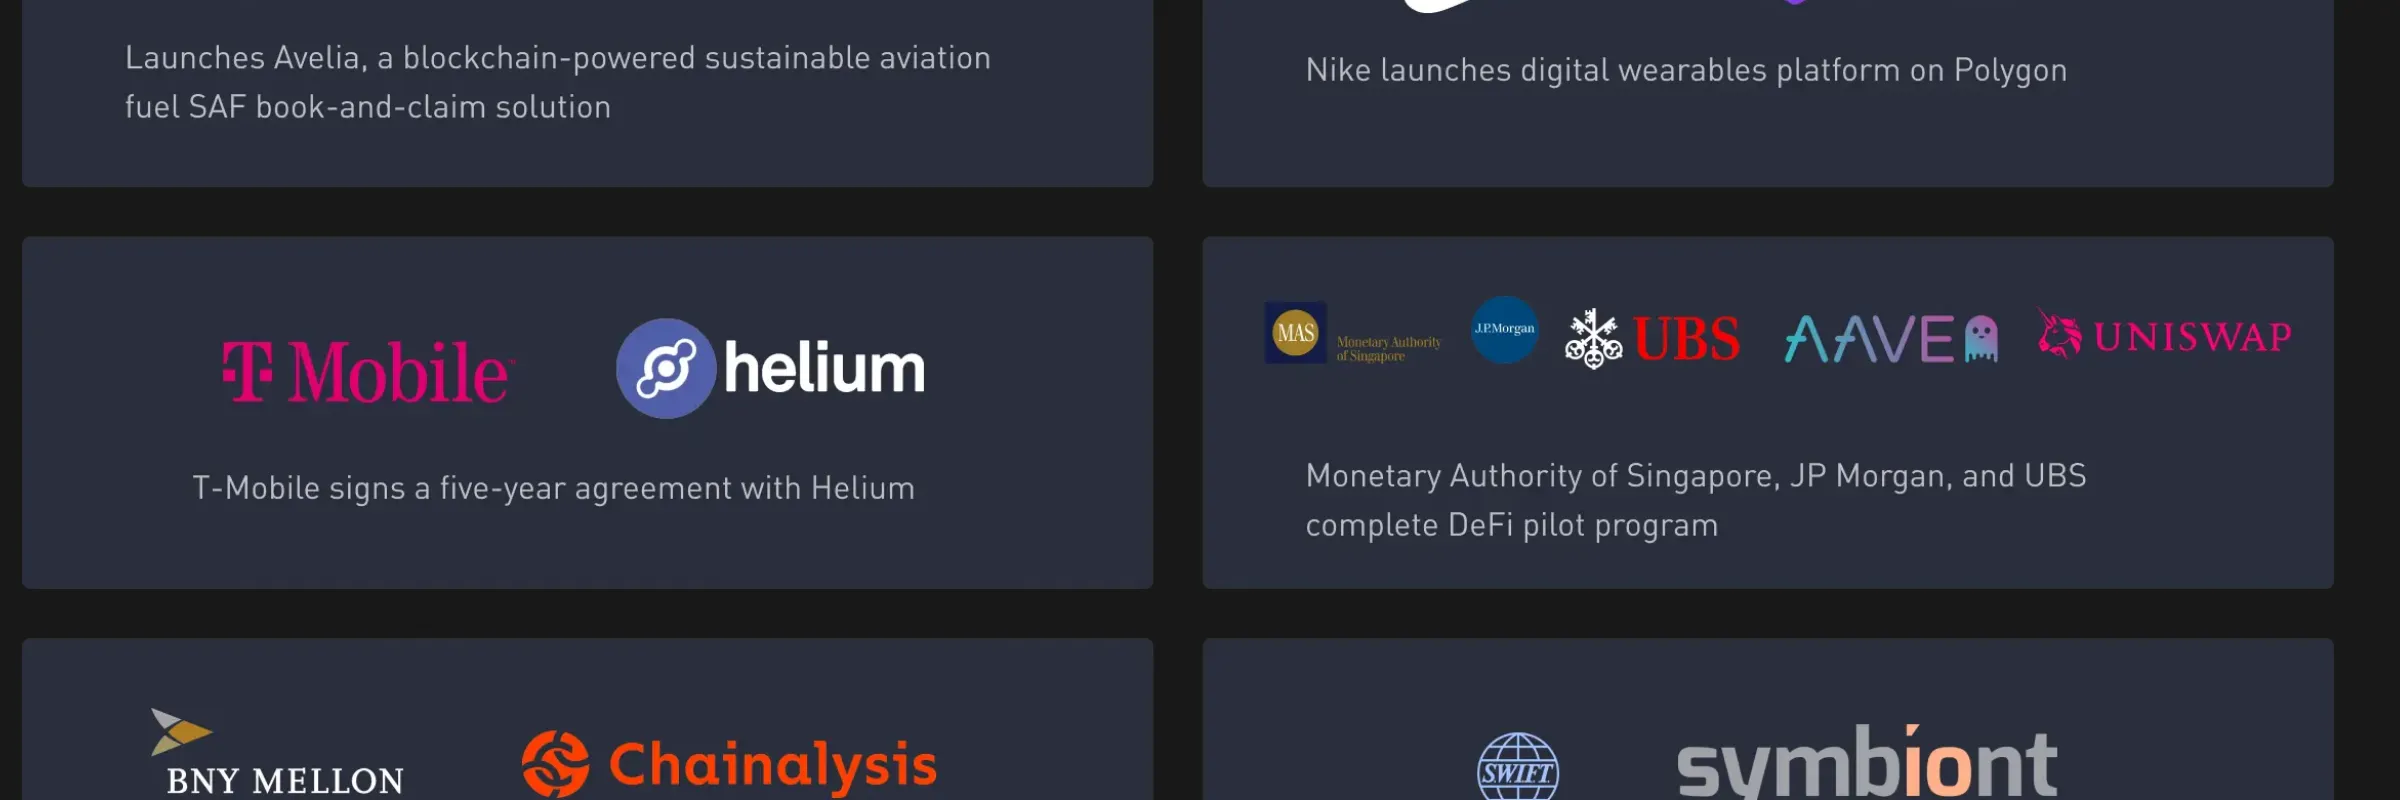 Launches Avelia, a blockchain-powered sustainable aviation
fuel SAF book-and-claim solution
Nike launches digital wearables platform on Polygon
T Mobile
helium
T-Mobile signs a five-year agreement with Helium
MAS
Monetary Authority
of Singapore
J.P.Morgan
UBS
AAVE
UNISWAP
Monetary Authority of Singapore, JP Morgan, and UBS
complete DeFi pilot program
BNY MELLON
Chainalysis
SWIFT
symbiont